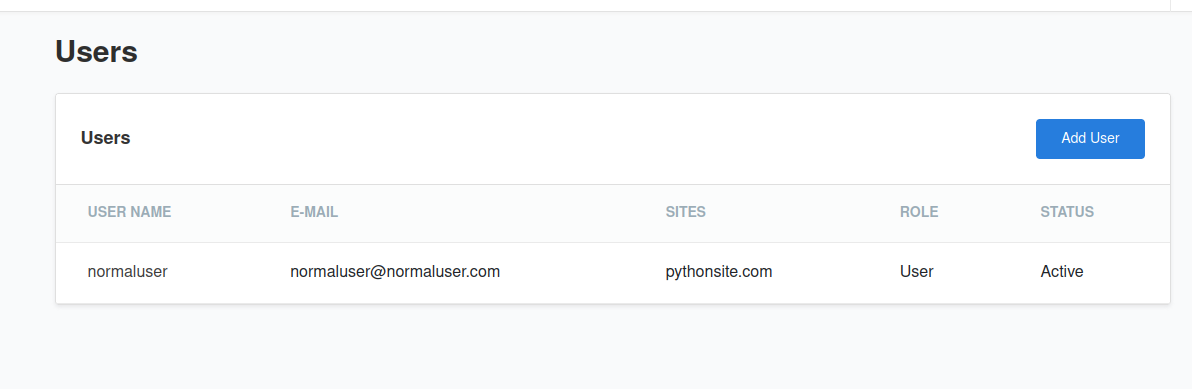 Users
Users
Add User
USER NAME E-MAIL SITES ROLE STATUS
normaluser normaluser@normaluser.com pythonsite.com User Active